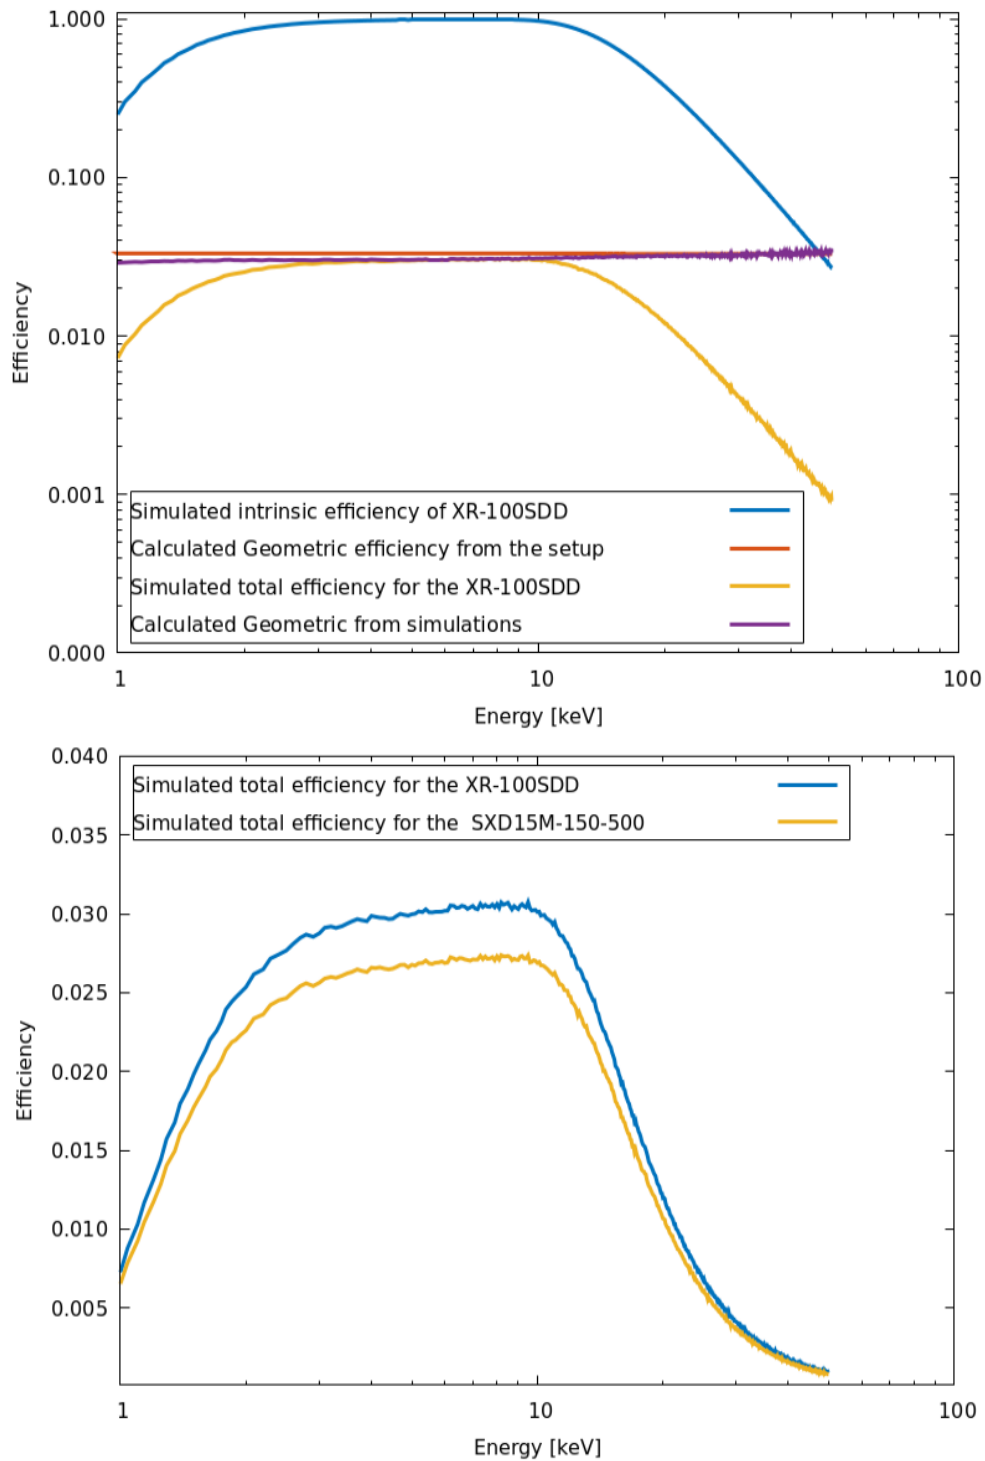 1.000
0.100
0.010
0.001
0.000
Efficiency
Simulated intrinsic efficiency of XR-100SDD
Calculated Geometric efficiency from the setup
Simulated total efficiency for the XR-100SDD
Calculated Geometric from simulations
1 10 100
Energy [keV]
0.040
0.035
0.030
0.025
0.020
0.015
0.010
0.005
Efficiency
Simulated total efficiency for the XR-100SDD
Simulated total efficiency for the  SXD15M-150-500
1 10 100
Energy [keV]